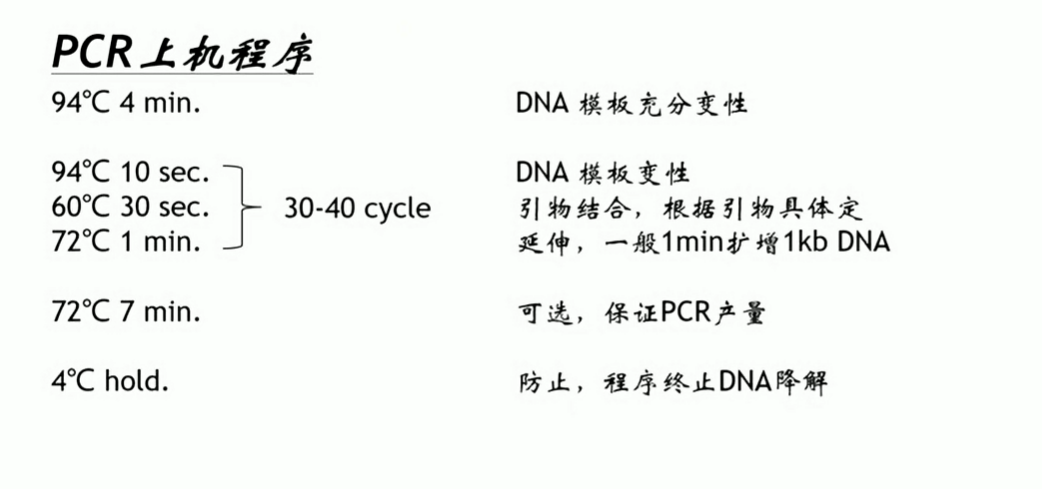 PCR上机程序
94℃ 4 min. DNA 模板充分变性
94℃ 10 sec. DNA 模板变性
60℃ 30 sec. 30-40 cycle 引物结合，根据引物具体定
72℃ 1 min. 延伸，一般1min扩增1kb DNA
72℃ 7 min. 可选，保证PCR产量
4℃ hold. 防止，程序终止DNA降解